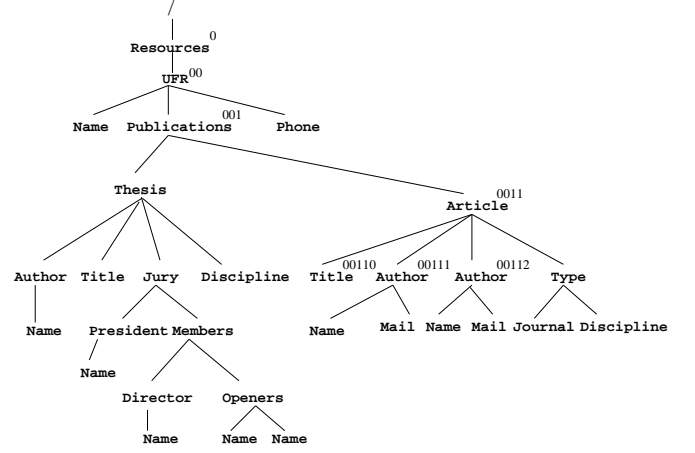 /
Resources 0
UFR 00
Name Publications 001 Phone
Thesis Article 0011
Author Title Jury Discipline Title 00110 Author 00111 Author 00112 Type
Name President Members Name Mail Name Mail Journal Discipline
Name
Director Openers
Name Name Name